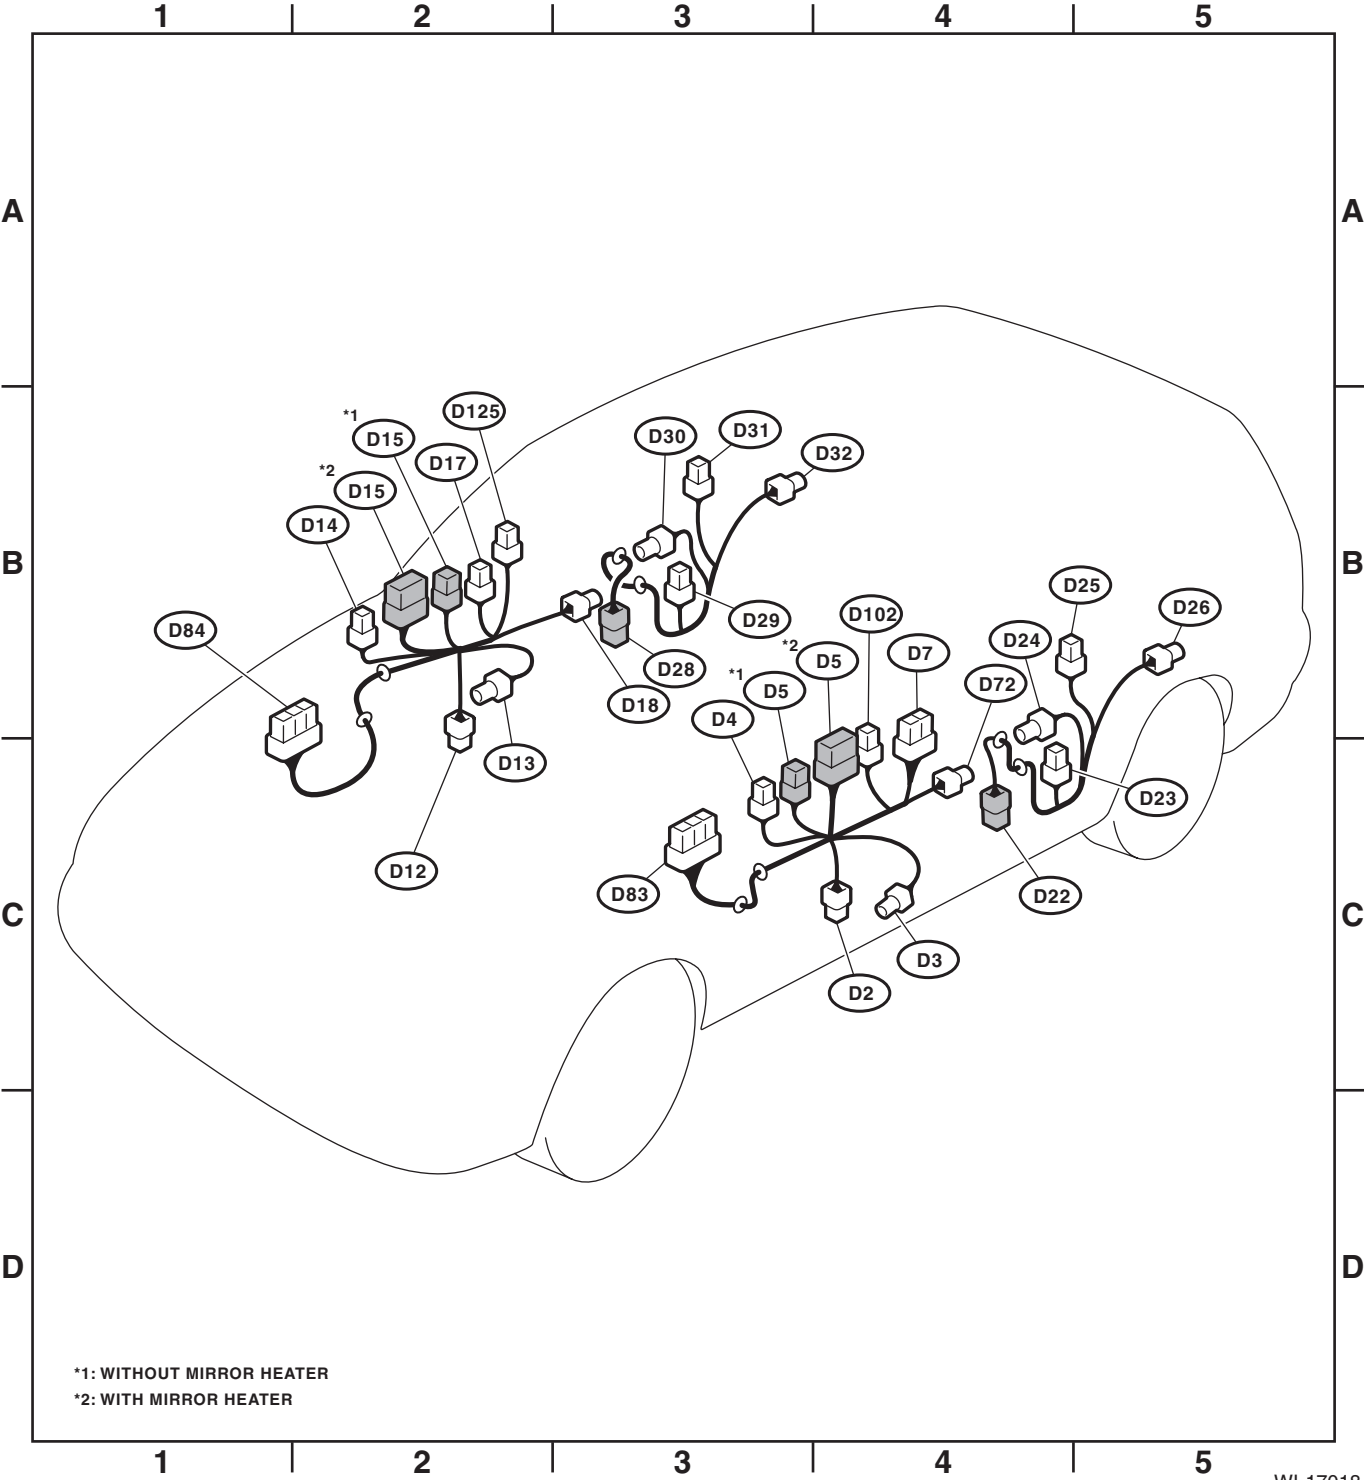 1 2 3 4 5
A A
D125
*1
D15
D30
D31
D17
D32
*2
D15
D14
B B
D25
D84
D29
D102
D26
D24
*2
D5
D7
D28
*1
D5
D72
D18
D4
D13
D23
D12
D83
D22
C C
D3
D2
D D
*1: WITHOUT MIRROR HEATER
*2: WITH MIRROR HEATER
1 2 3 4 5